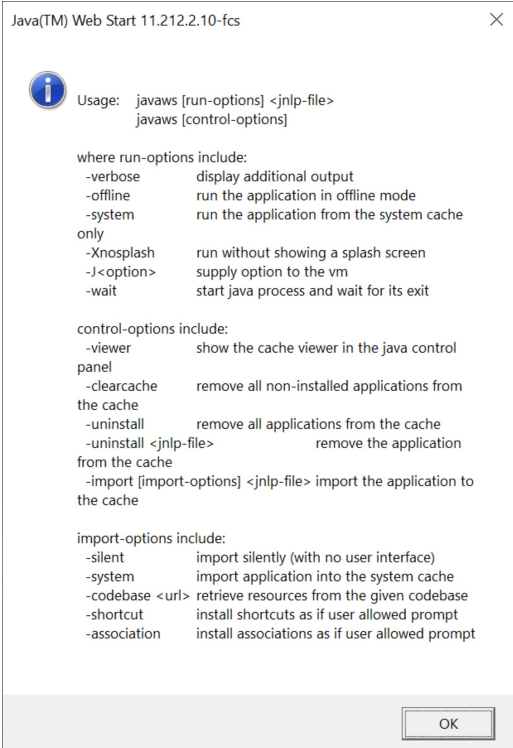 Java(TM) Web Start 11.212.2.10-fcs
Usage: javaws [run-options] <jnlp-file>
javaws [control-options]
where run-options include:
-verbose display additional output
-offline run the application in offline mode
-system run the application from the system cache
only
-Xnosplash run without showing a splash screen
-J<option> supply option to the vm
-wait start java process and wait for its exit
control-options include:
-viewer show the cache viewer in the java control
panel
-clearcache remove all non-installed applications from
the cache
-uninstall remove all applications from the cache
-uninstall <jnlp-file> remove the application
from the cache
-import [import-options] <jnlp-file> import the application to
the cache
import-options include:
-silent import silently (with no user interface)
-system import application into the system cache
-codebase <url> retrieve resources from the given codebase
-shortcut install shortcuts as if user allowed prompt
-association install associations as if user allowed prompt
OK